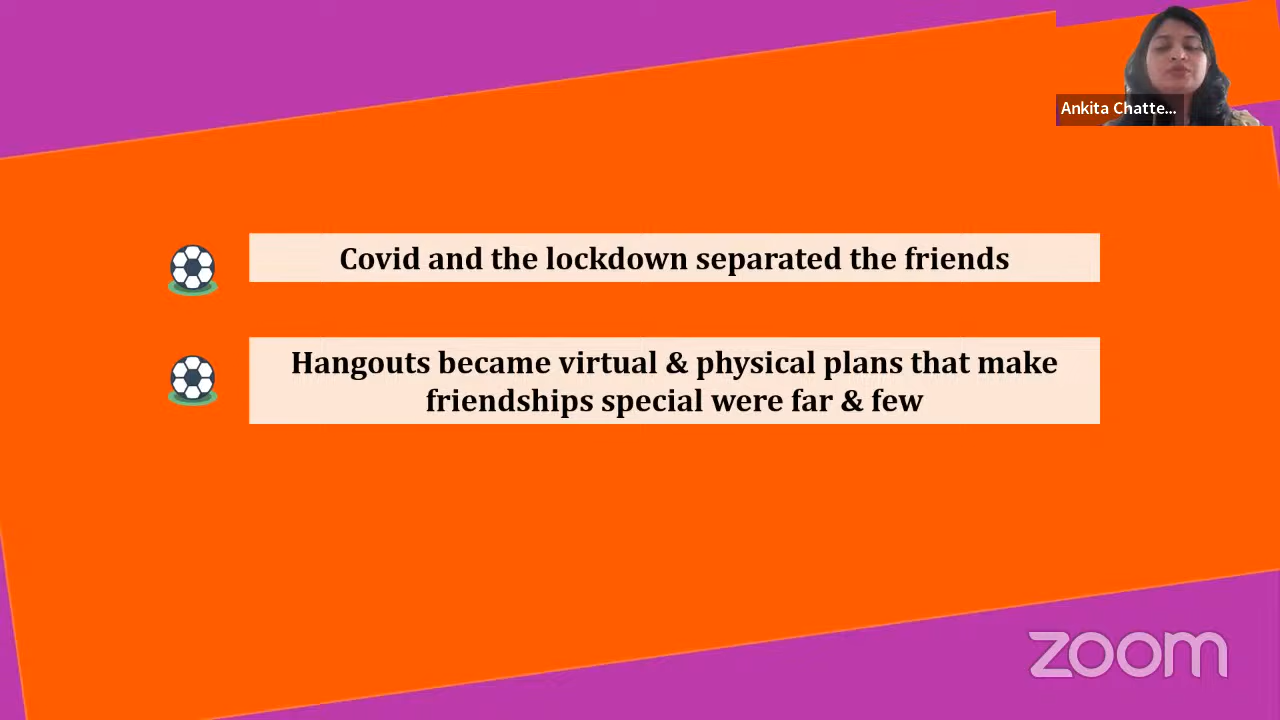 Ankita Chatte...
Covid and the lockdown separated the friends
Hangouts became virtual & physical plans that make
friendships special were far & few
zoom